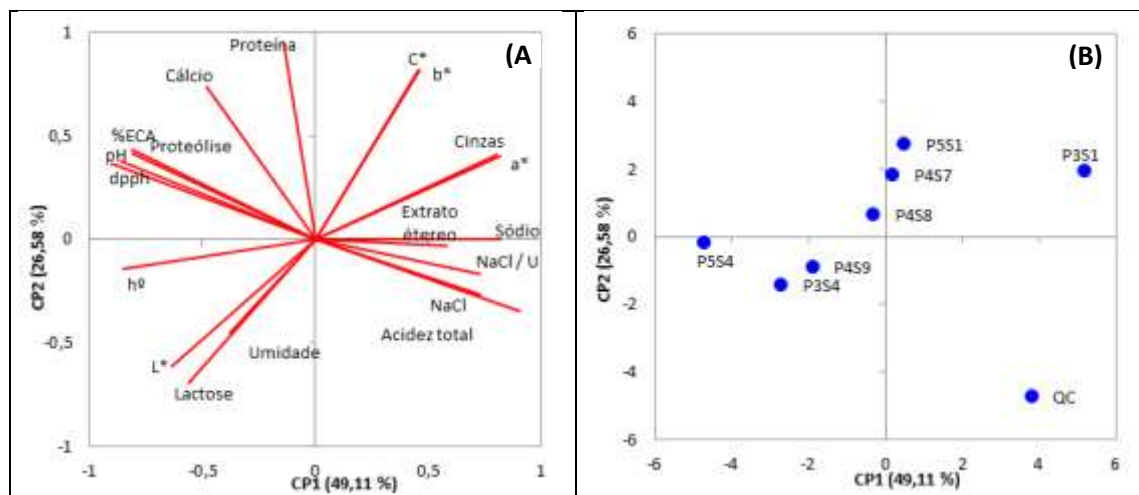 (A)
Proteína
C*
b*
Cálcio
%ECA
Proteólise
pH
dpph
Cinzas
a*
Extrato
étereo
Sódio
hº
NaCl / U
NaCl
Acidez total
Umidade
L*
Lactose
1
0,5
0
-0,5
-1
-1
-0,5
0
0,5
1
CP2 (26,58 %)
CP1 (49,11 %)
(B)
P5S1
P4S7
P3S1
P4S8
P5S4
P4S9
P3S4
QC
6
4
2
0
-2
-4
-6
-6
-4
-2
0
2
4
6
CP2 (26,58 %)
CP1 (49,11 %)